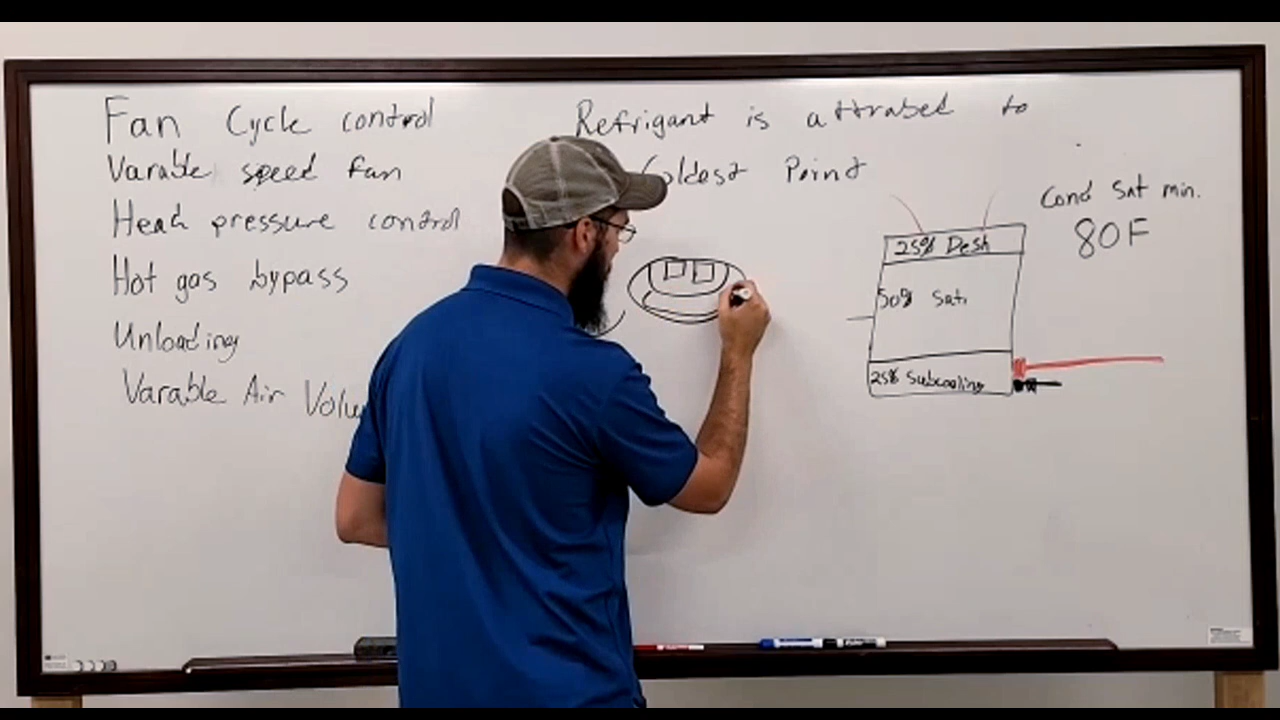 Fan Cycle control
Varable speed fan
Head pressure control
Hot gas bypass
Unloading
Varable Air Volu
Refrigant is attrabed to
Coldest Point
Cond Sat min.
80F
25% Desh
50% Sat.
25% Subcooling